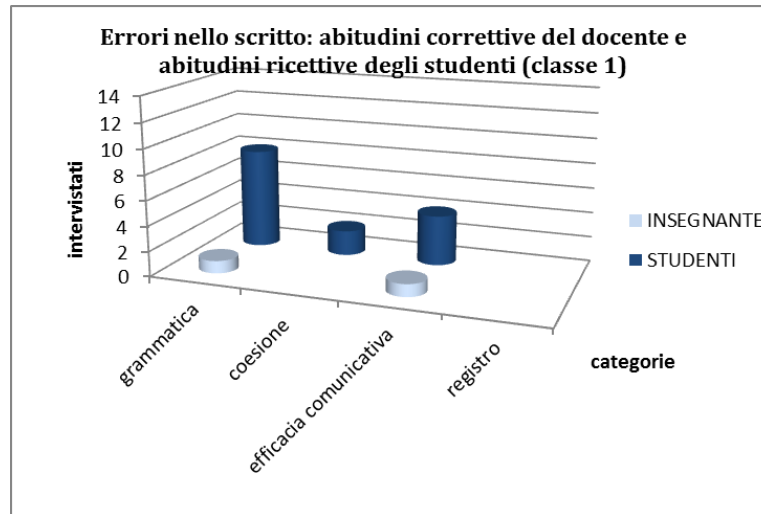 Errori nello scritto: abitudini correttive del docente e
abitudini ricettive degli studenti (classe 1)
14
12
10
8
6
4
2
0
intervistati
grammatica
coesione
efficacia comunicativa
registro
categorie
INSEGNANTE
STUDENTI